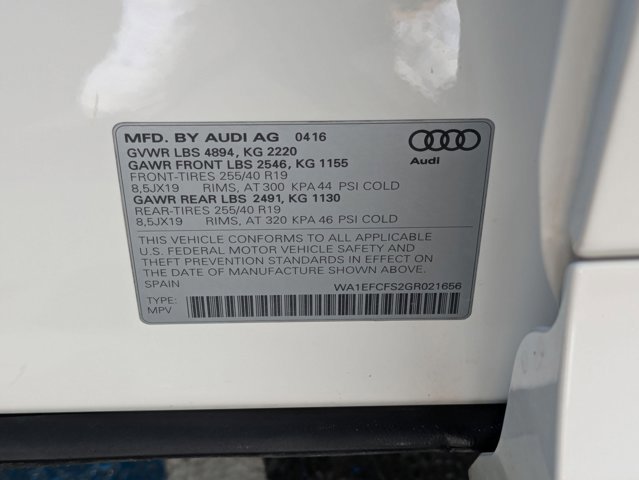 MFD. BY AUDI AG 0416
GVWR LBS 4894, KG 2220
GAWR FRONT LBS 2546, KG 1155
FRONT-TIRES 255/40 R19
8,5JX19 RIMS, AT 300 KPA 44 PSI COLD
GAWR REAR LBS 2491, KG 1130
REAR-TIRES 255/40 R19
8,5JX19 RIMS, AT 320 KPA 46 PSI COLD
Audi
THIS VEHICLE CONFORMS TO ALL APPLICABLE
U.S. FEDERAL MOTOR VEHICLE SAFETY AND
THEFT PREVENTION STANDARDS IN EFFECT ON
THE DATE OF MANUFACTURE SHOWN ABOVE.
SPAIN WA1EFCFS2GR021656
TYPE:
MPV